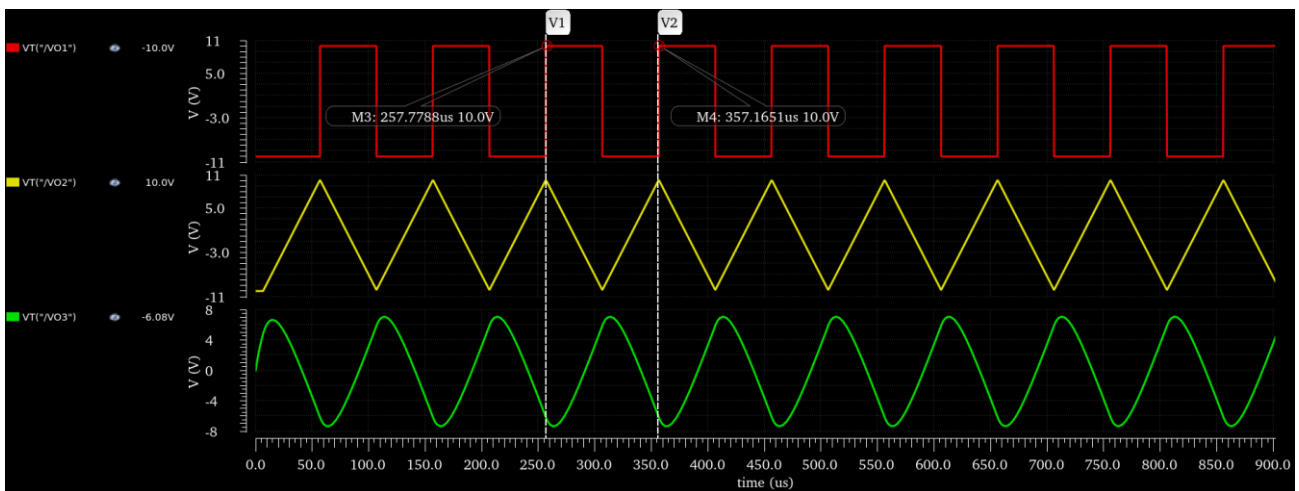 V1 V2
VT("/VO1") -10.0V
V (V)
11
5.0
-3.0
-11
M3: 257.7788us 10.0V
M4: 357.1651us 10.0V
VT("/VO2") 10.0V
V (V)
11
5.0
-3.0
-11
VT("/VO3") -6.08V
V (V)
8
4
0
-4
-8
0.0 50.0 100.0 150.0 200.0 250.0 300.0 350.0 400.0 450.0 500.0 550.0 600.0 650.0 700.0 750.0 800.0 850.0 900.0
time (us)